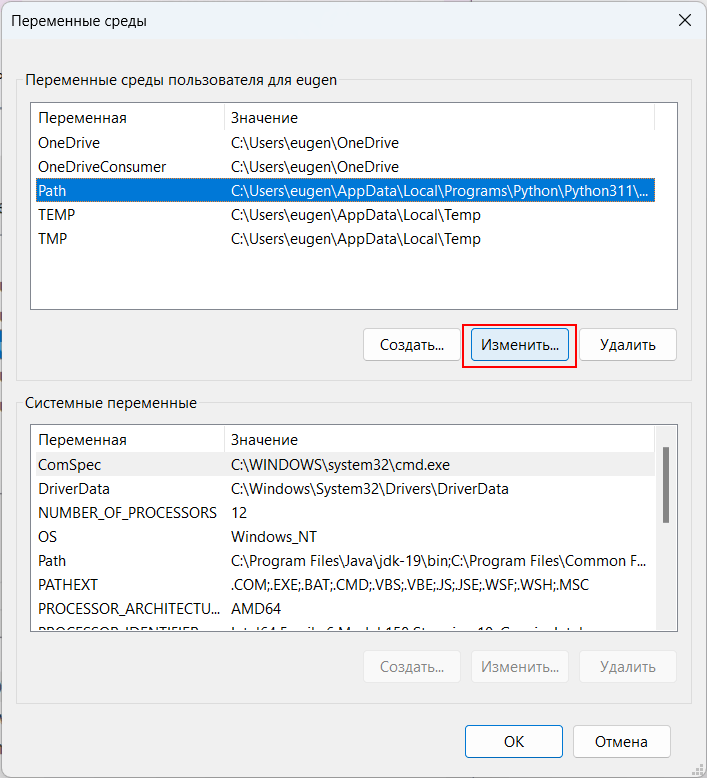 Переменные среды
Переменные среды пользователя для eugen
Переменная Значение
OneDrive C:\Users\eugen\OneDrive
OneDriveConsumer C:\Users\eugen\OneDrive
Path C:\Users\eugen\AppData\Local\Programs\Python\Python311\...
TEMP C:\Users\eugen\AppData\Local\Temp
TMP C:\Users\eugen\AppData\Local\Temp
Создать... Изменить... Удалить
Системные переменные
Переменная Значение
ComSpec C:\WINDOWS\system32\cmd.exe
DriverData C:\Windows\System32\Drivers\DriverData
NUMBER_OF_PROCESSORS 12
OS Windows_NT
Path C:\Program Files\Java\jdk-19\bin;C:\Program Files\Common F...
PATHEXT .COM;.EXE;.BAT;.CMD;.VBS;.VBE;.JS;.JSE;.WSF;.WSH;.MSC
PROCESSOR_ARCHITECTU... AMD64
PROCESSOR_IDENTIFIER
Создать... Изменить... Удалить
OK Отмена